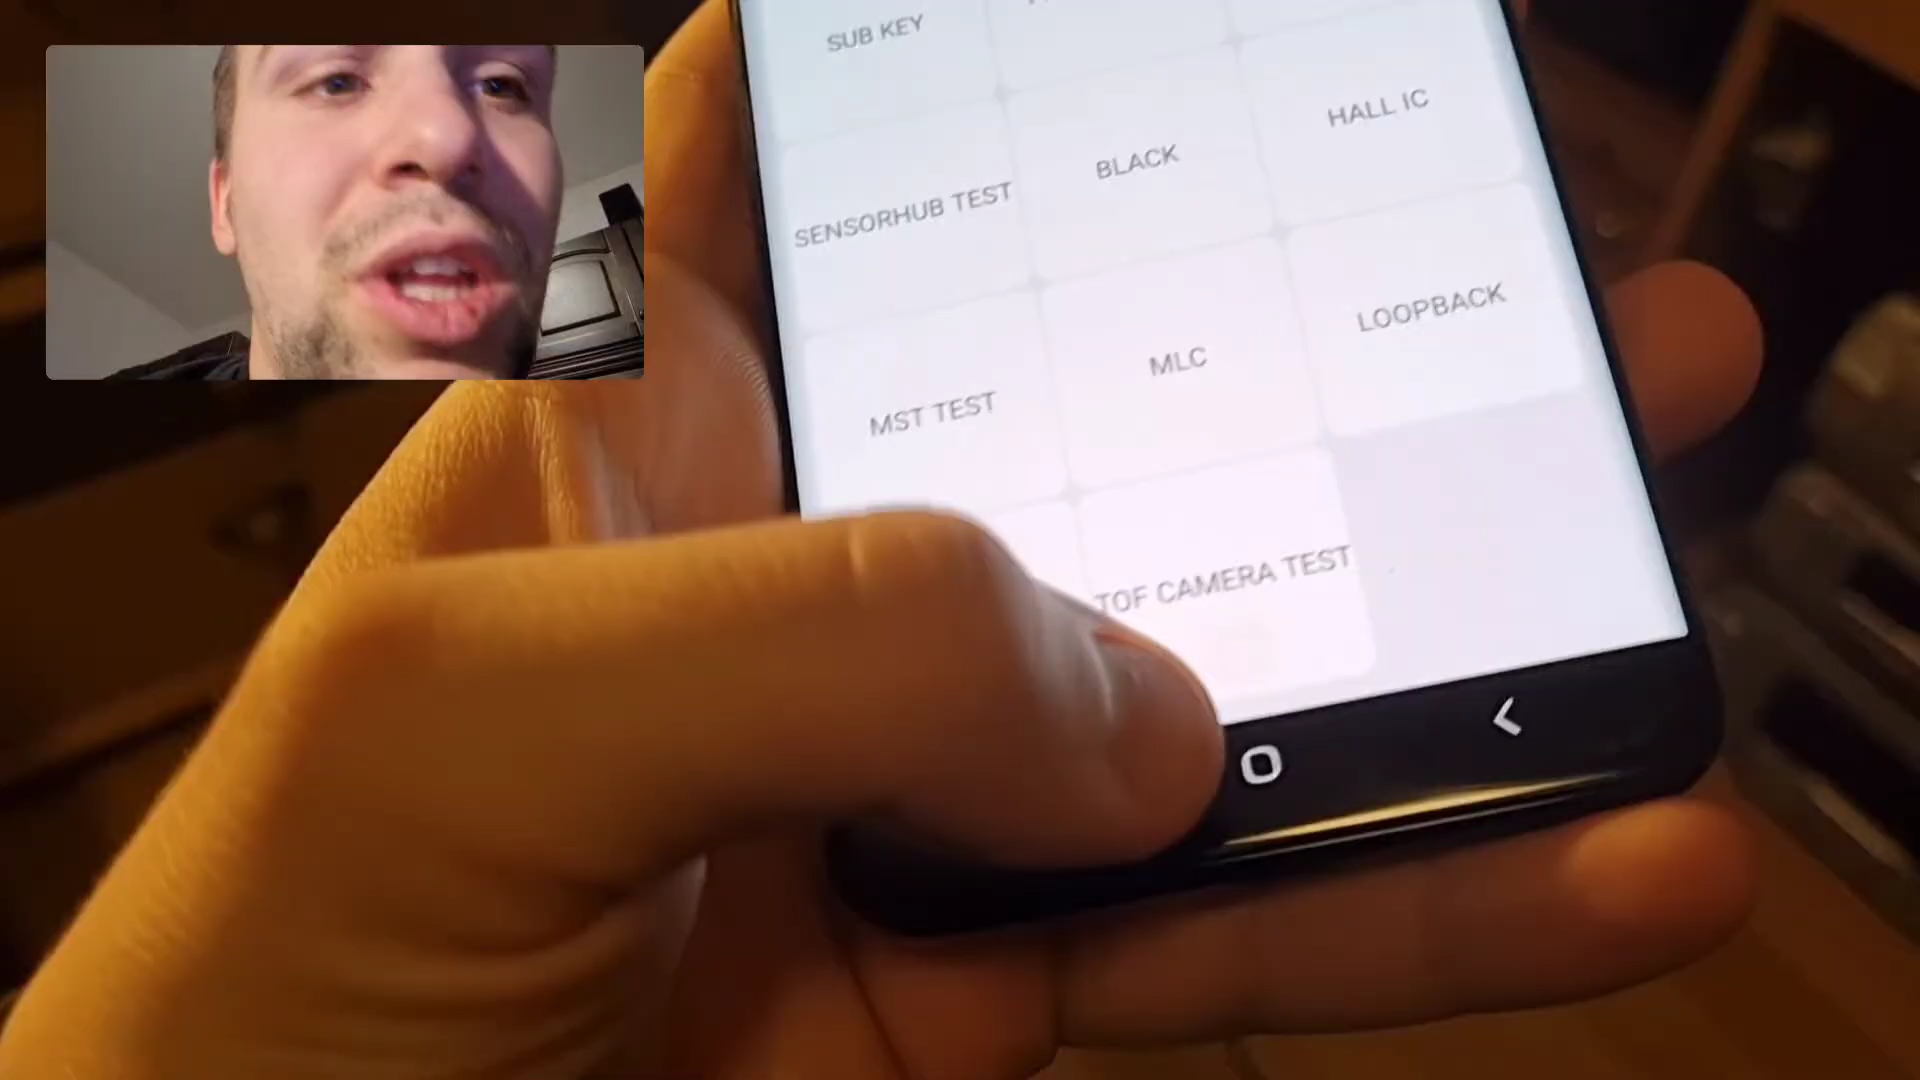 SUB KEY
SENSORHUB TEST
BLACK
HALL IC
MST TEST
MLC
LOOPBACK
TOF CAMERA TEST